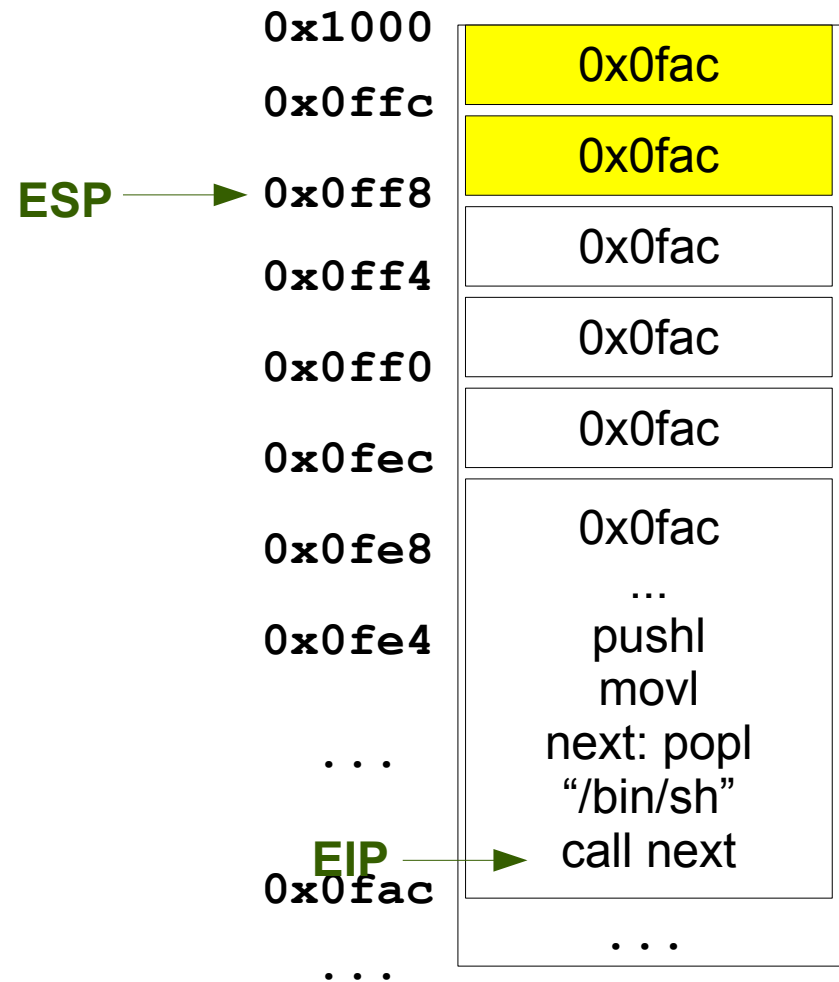 0x1000
0x0fac
0x0ffc
0x0fac
ESP
0x0ff8
0x0fac
0x0ff4
0x0fac
0x0ff0
0x0fac
0x0fec
0x0fac
0x0fe8
...
0x0fe4
pushl
movl
next: popl
...
“/bin/sh”
EIP
call next
0x0fac
...
...